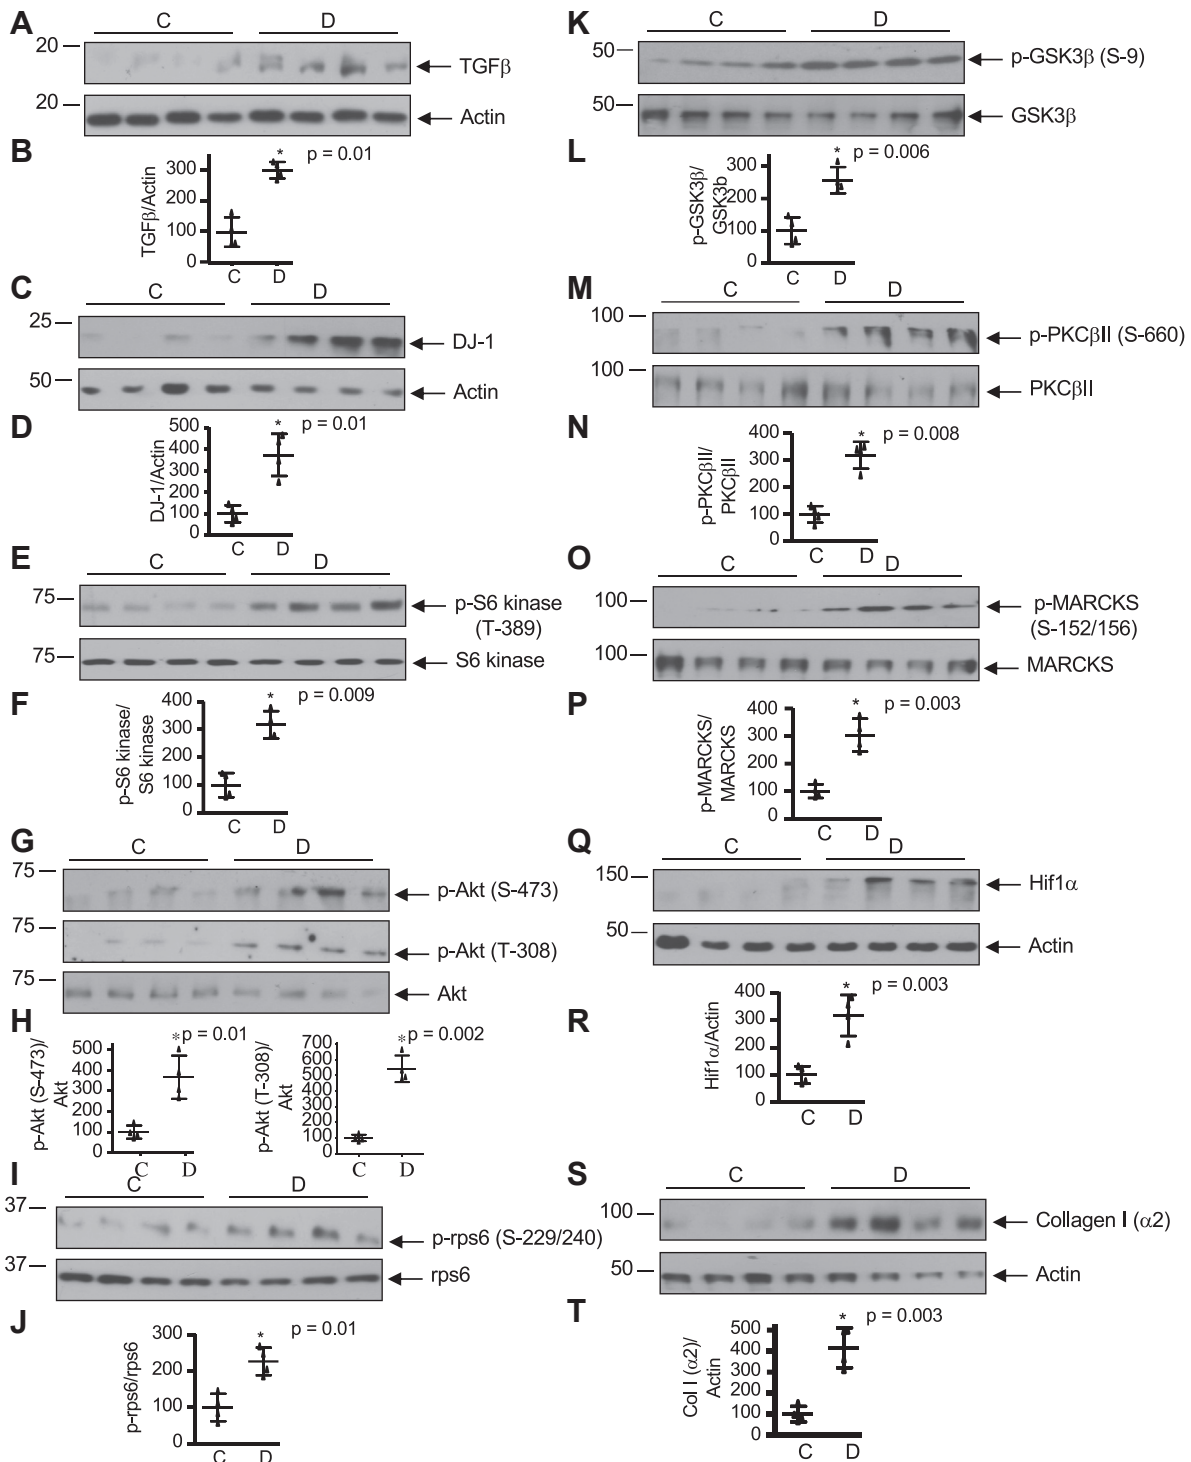 A
C D
20
TGFβ
20
Actin
B
* p = 0.01
TGFβ/Actin
300
200
100
0
C D
C
C D
25
DJ-1
50
Actin
D
* p = 0.01
DJ-1/Actin
500
400
300
200
100
0
C D
E
C D
75
p-S6 kinase
(T-389)
75
S6 kinase
F
* p = 0.009
p-S6 kinase/
S6 kinase
400
300
200
100
0
C D
G
C D
75
p-Akt (S-473)
75
p-Akt (T-308)
75
Akt
H
* p = 0.01
p-Akt (S-473)/
Akt
500
400
300
200
100
0
C D
* p = 0.002
p-Akt (T-308)/
Akt
700
600
500
400
300
200
100
0
C D
I
C D
37
p-rps6 (S-229/240)
37
rps6
J
* p = 0.01
p-rps6/rps6
300
200
100
0
C D
K
C D
50
p-GSK3β (S-9)
50
GSK3β
L
* p = 0.006
p-GSK3β/
GSK3b
300
200
100
0
C D
M
C D
100
p-PKCβII (S-660)
100
PKCβII
N
* p = 0.008
p-PKCβII/
PKCβII
400
300
200
100
0
C D
O
C D
100
p-MARCKS
(S-152/156)
100
MARCKS
P
* p = 0.003
p-MARCKS/
MARCKS
400
300
200
100
0
C D
Q
C D
150
Hif1α
50
Actin
R
* p = 0.003
Hif1α/Actin
400
300
200
100
0
C D
S
C D
100
Collagen I (α2)
50
Actin
T
* p = 0.003
Col I (α2)/
Actin
500
400
300
200
100
0
C D